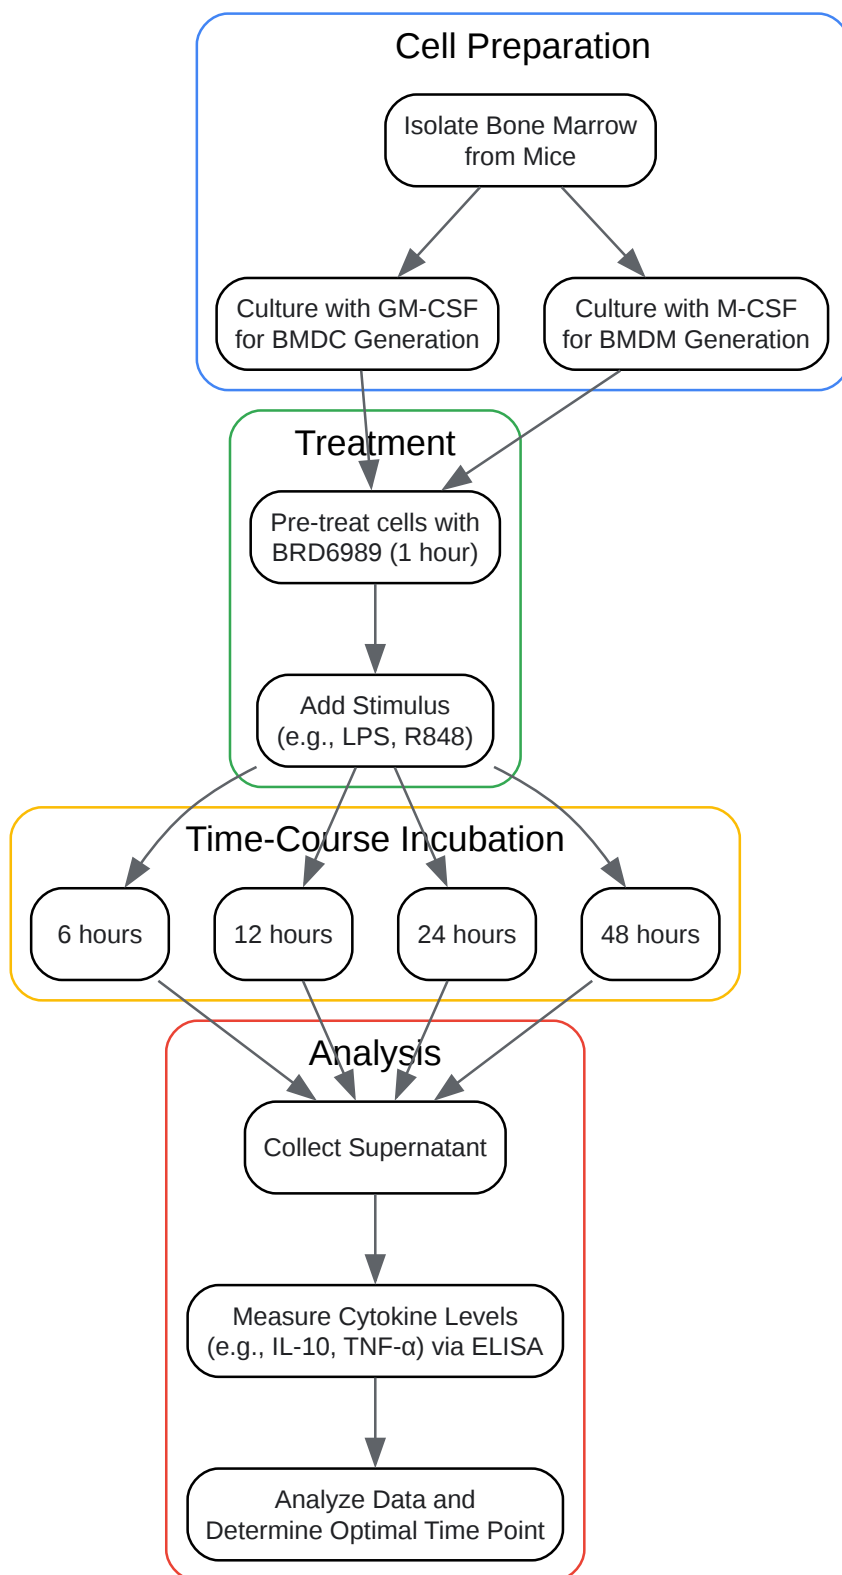 Cell Preparation
Isolate Bone Marrow
from Mice
Culture with GM-CSF
for BMDC Generation
Culture with M-CSF
for BMDM Generation
Treatment
Pre-treat cells with
BRD6989 (1 hour)
Add Stimulus
(e.g., LPS, R848)
Time-Course Incubation
6 hours
12 hours
24 hours
48 hours
Analysis
Collect Supernatant
Measure Cytokine Levels
(e.g., IL-10, TNF-α) via ELISA
Analyze Data and
Determine Optimal Time Point